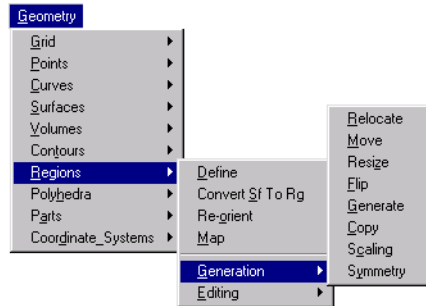 Geometry
Grid
Points
Curves
Surfaces
Volumes
Contours
Regions
Polyhedra
Parts
Coordinate_Systems
Define
Convert Sf To Rg
Re-orient
Map
Generation
Editing
Relocate
Move
Resize
Flip
Generate
Copy
Scaling
Symmetry